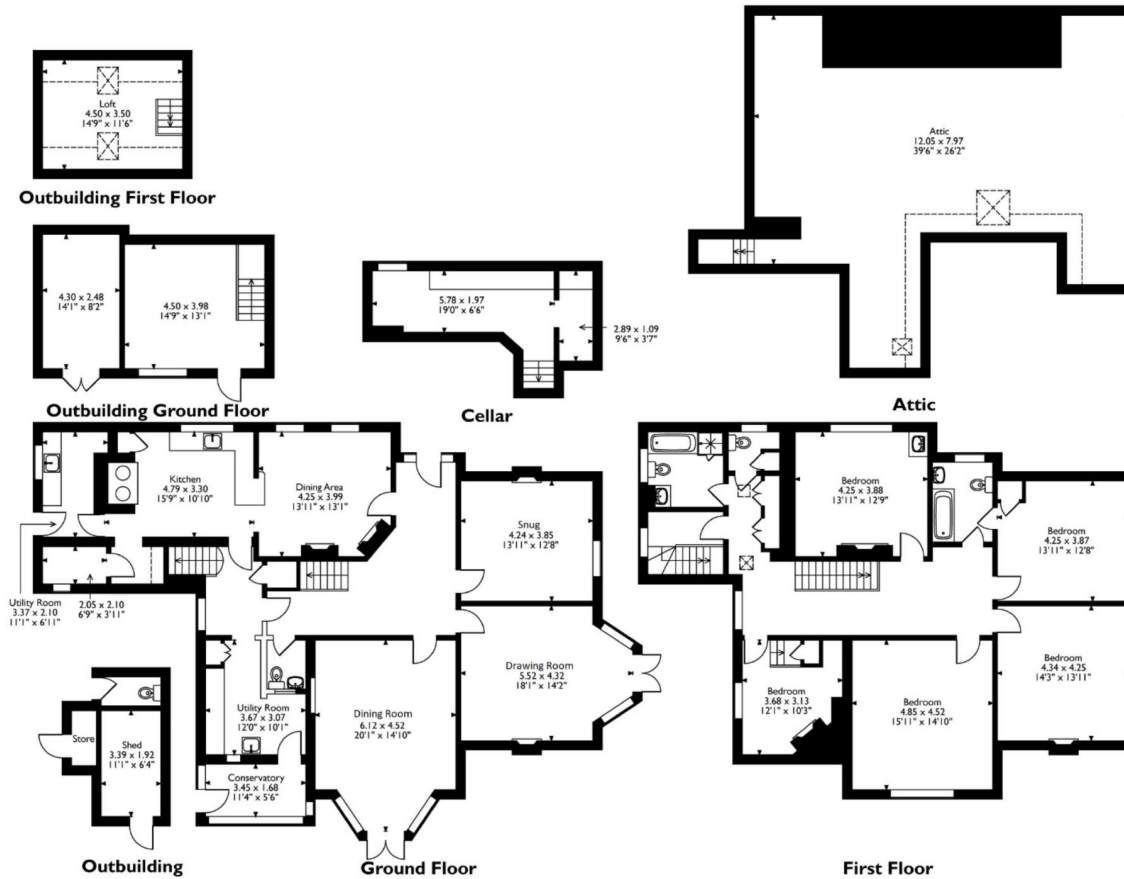 Loft
4.50 x 3.50
14'9" x 11'6"
Outbuilding First Floor
4.30 x 2.48
14'1" x 8'2"
4.50 x 3.98
14'9" x 13'1"
Outbuilding Ground Floor
5.78 x 1.97
19'0" x 6'6"
2.89 x 1.09
9'6" x 3'7"
Cellar
Attic
12.05 x 7.97
39'6" x 26'2"
Attic
Kitchen
4.79 x 3.30
15'9" x 10'10"
Dining Area
4.25 x 3.99
13'11" x 13'1"
Snug
4.24 x 3.85
13'11" x 12'8"
Utility Room
3.37 x 2.10
11'1" x 6'11"
2.05 x 2.10
6'9" x 3'11"
Drawing Room
5.52 x 4.32
18'1" x 14'2"
Dining Room
6.12 x 4.52
20'1" x 14'10"
Utility Room
3.67 x 3.07
12'0" x 10'1"
Conservatory
3.45 x 1.68
11'4" x 5'6"
Ground Floor
Store
Shed
3.39 x 1.92
11'1" x 6'4"
Outbuilding
Bedroom
4.25 x 3.88
13'11" x 12'9"
Bedroom
4.25 x 3.87
13'11" x 12'8"
Bedroom
4.34 x 4.25
14'3" x 13'11"
Bedroom
3.68 x 3.13
12'1" x 10'3"
Bedroom
4.85 x 4.52
15'11" x 14'10"
First Floor